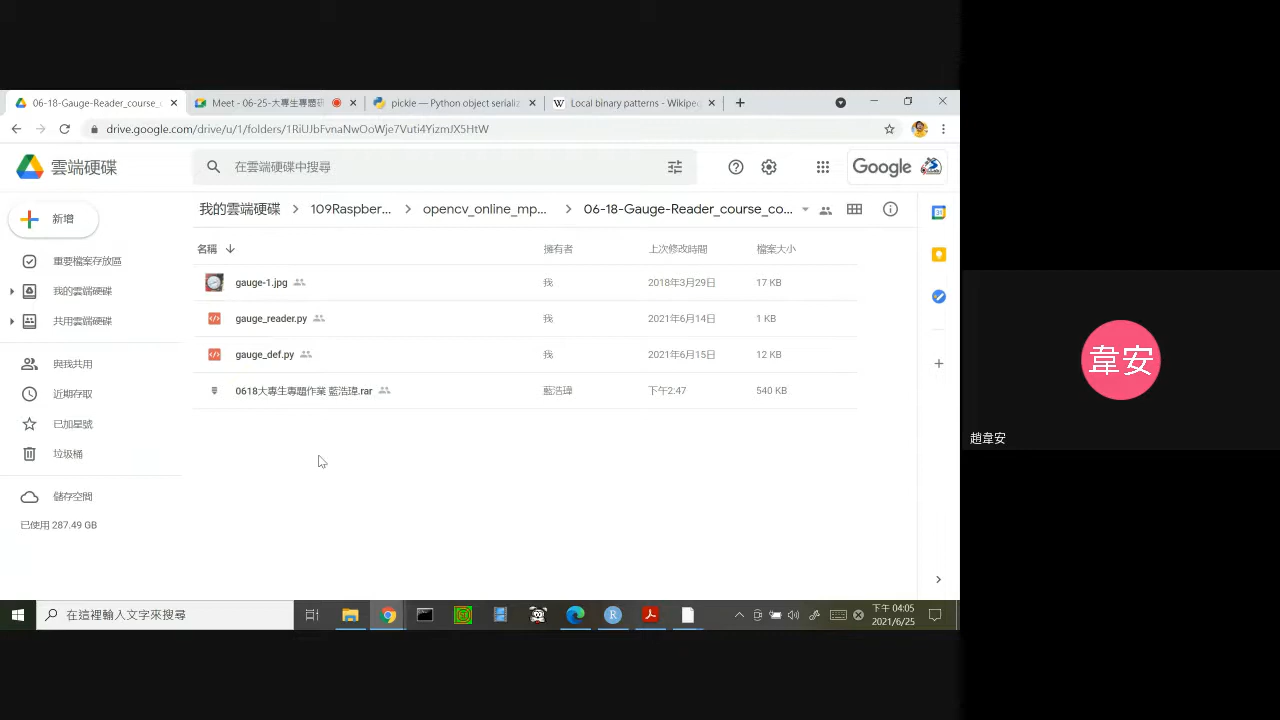 06-18-Gauge-Reader_course_c
Meet - 06-25-大專生專題研
pickle — Python object serializ
Local binary patterns - Wikipe
drive.google.com/drive/u/1/folders/1RiUJbFvnaNwOoWje7Vuti4YizmJX5HtW
雲端硬碟
在雲端硬碟中搜尋
Google
新增
我的雲端硬碟 > 109Raspber... > opencv_online_mp... > 06-18-Gauge-Reader_course_co...
名稱 擁有者 上次修改時間 檔案大小
重要檔案存放區
我的雲端硬碟
共用雲端硬碟
與我共用
近期存取
已加星號
垃圾桶
儲存空間
已使用 287.49 GB
gauge-1.jpg 我 2018年3月29日 17 KB
gauge_reader.py 我 2021年6月14日 1 KB
gauge_def.py 我 2021年6月15日 12 KB
0618大專生專題作業 藍浩瑋.rar 藍浩瑋 下午2:47 540 KB
31
韋安
趙韋安
在這裡輸入文字來搜尋
R
下午 04:05
2021/6/25